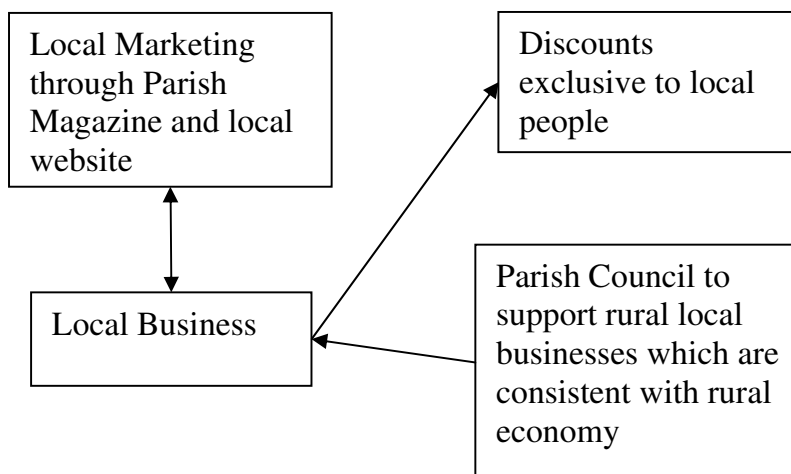 Local Marketing
through Parish
Magazine and local
website
Discounts
exclusive to local
people
Local Business
Parish Council to
support rural local
businesses which are
consistent with rural
economy